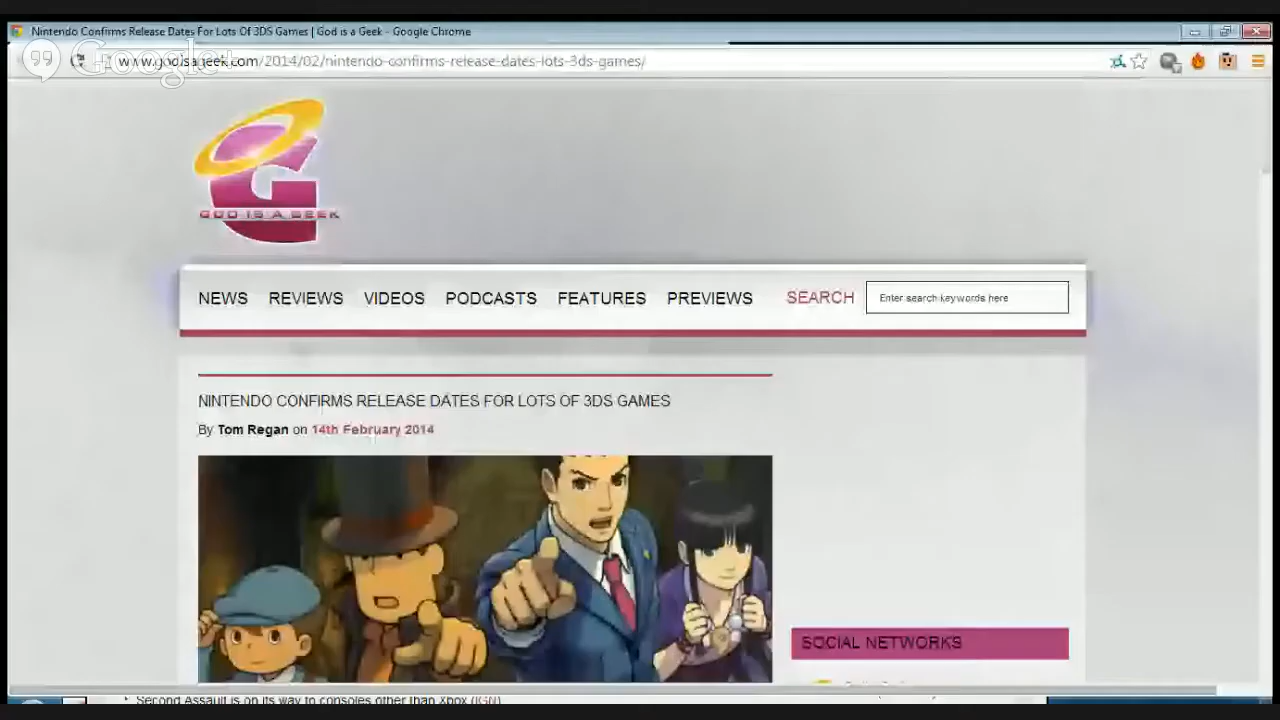 Nintendo Confirms Release Dates For Lots Of 3DS Games | God is a Geek - Google Chrome
Google+
www.godisageek.com/2014/02/nintendo-confirms-release-dates-lots-3ds-games/
GOD IS A GEEK
NEWS REVIEWS VIDEOS PODCASTS FEATURES PREVIEWS SEARCH Enter search keywords here
NINTENDO CONFIRMS RELEASE DATES FOR LOTS OF 3DS GAMES
By Tom Regan on 14th February 2014
SOCIAL NETWORKS
Second Assault is on its way to consoles other than Xbox (IGN)